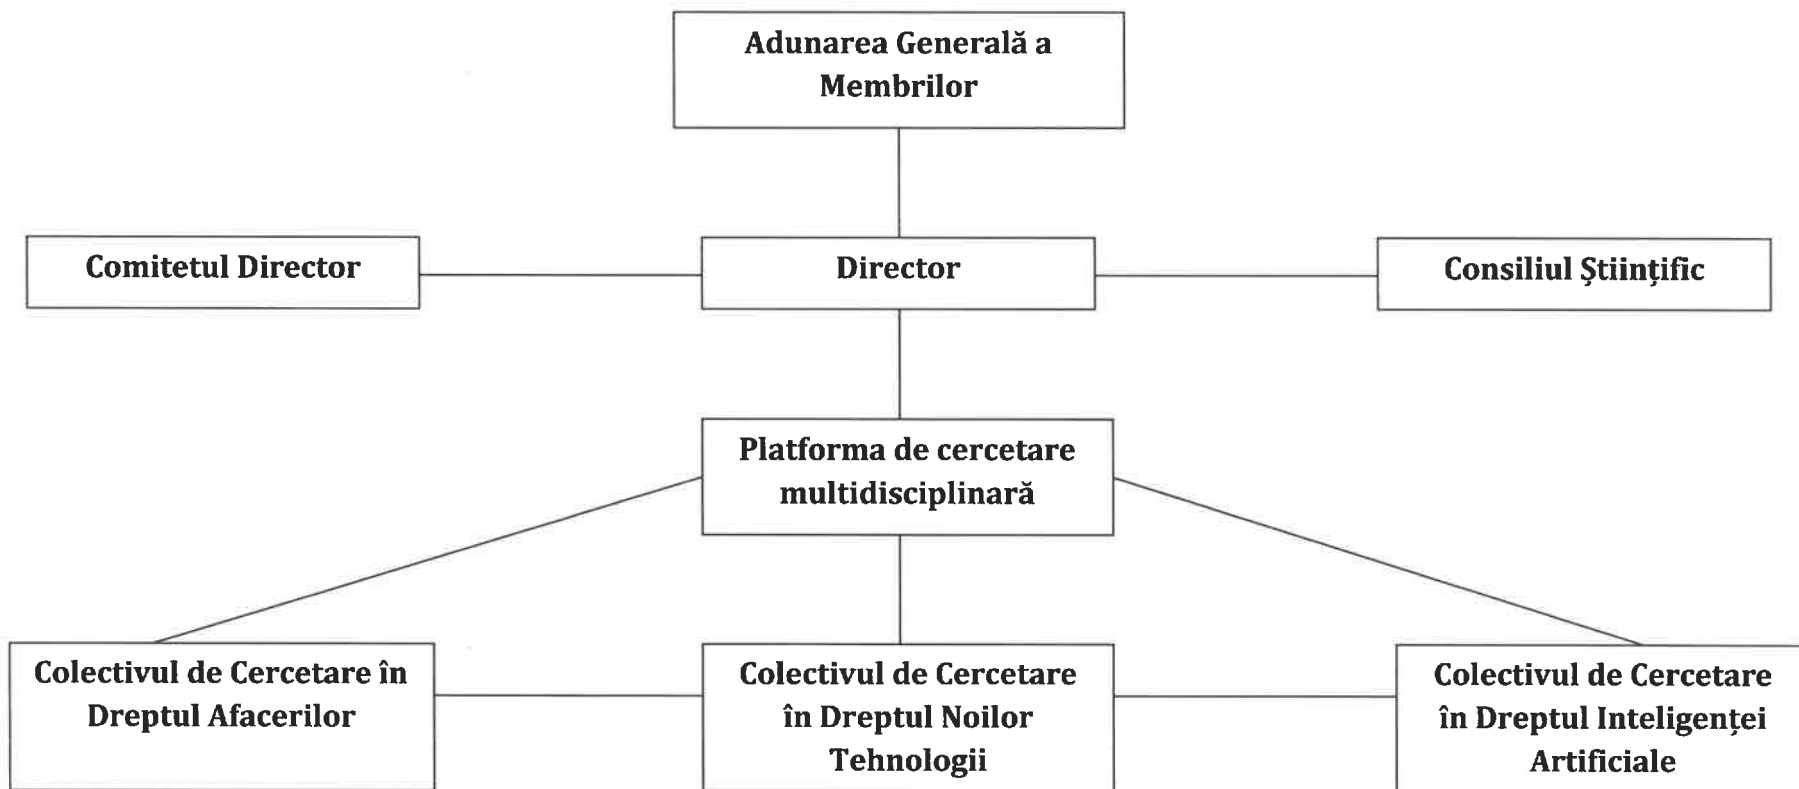 Adunarea Generală a
Membrilor
Comitetul Director
Director
Consiliul Științific
Platforma de cercetare
multidisciplinară
Colectivul de Cercetare în
Dreptul Afacerilor
Colectivul de Cercetare
în Dreptul Noilor
Tehnologii
Colectivul de Cercetare
în Dreptul Inteligenței
Artificiale